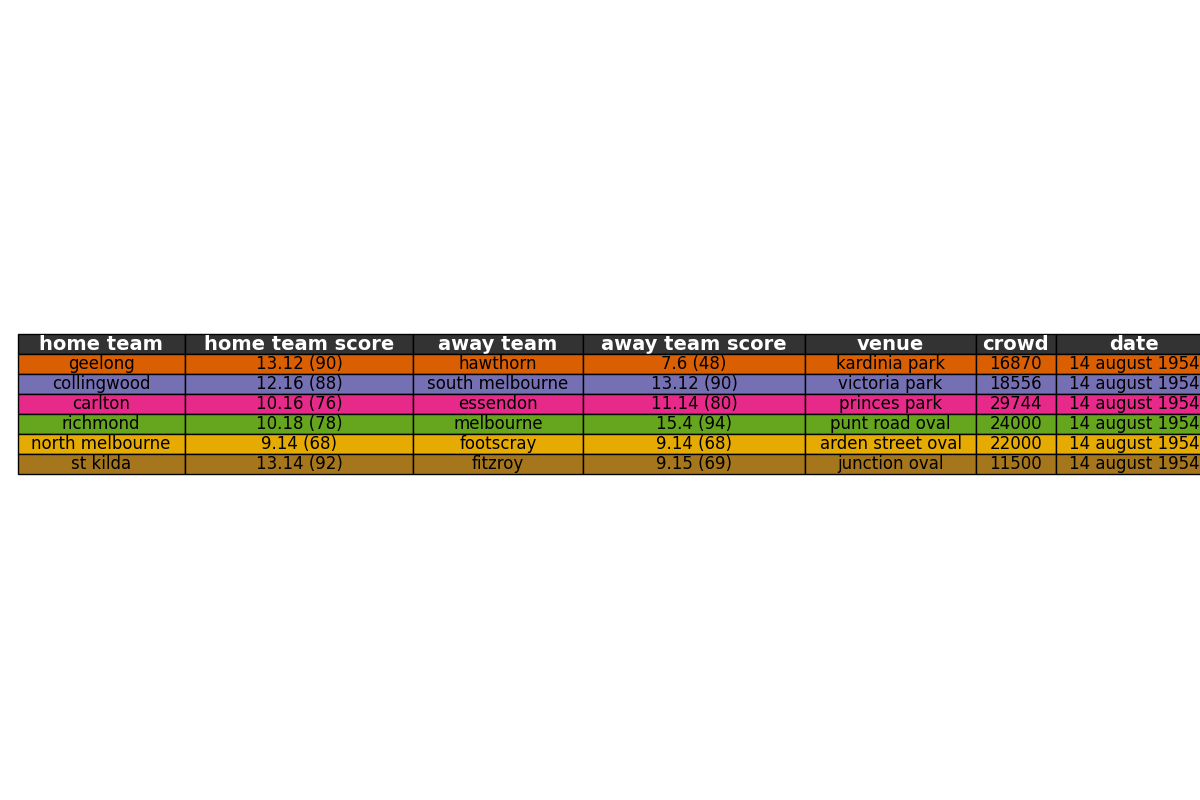 home team home team score away team away team score venue crowd date
geelong 13.12 (90) hawthorn 7.6 (48) kardinia park 16870 14 august 1954
collingwood 12.16 (88) south melbourne 13.12 (90) victoria park 18556 14 august 1954
carlton 10.16 (76) essendon 11.14 (80) princes park 29744 14 august 1954
richmond 10.18 (78) melbourne 15.4 (94) punt road oval 24000 14 august 1954
north melbourne 9.14 (68) footscray 9.14 (68) arden street oval 22000 14 august 1954
st kilda 13.14 (92) fitzroy 9.15 (69) junction oval 11500 14 august 1954